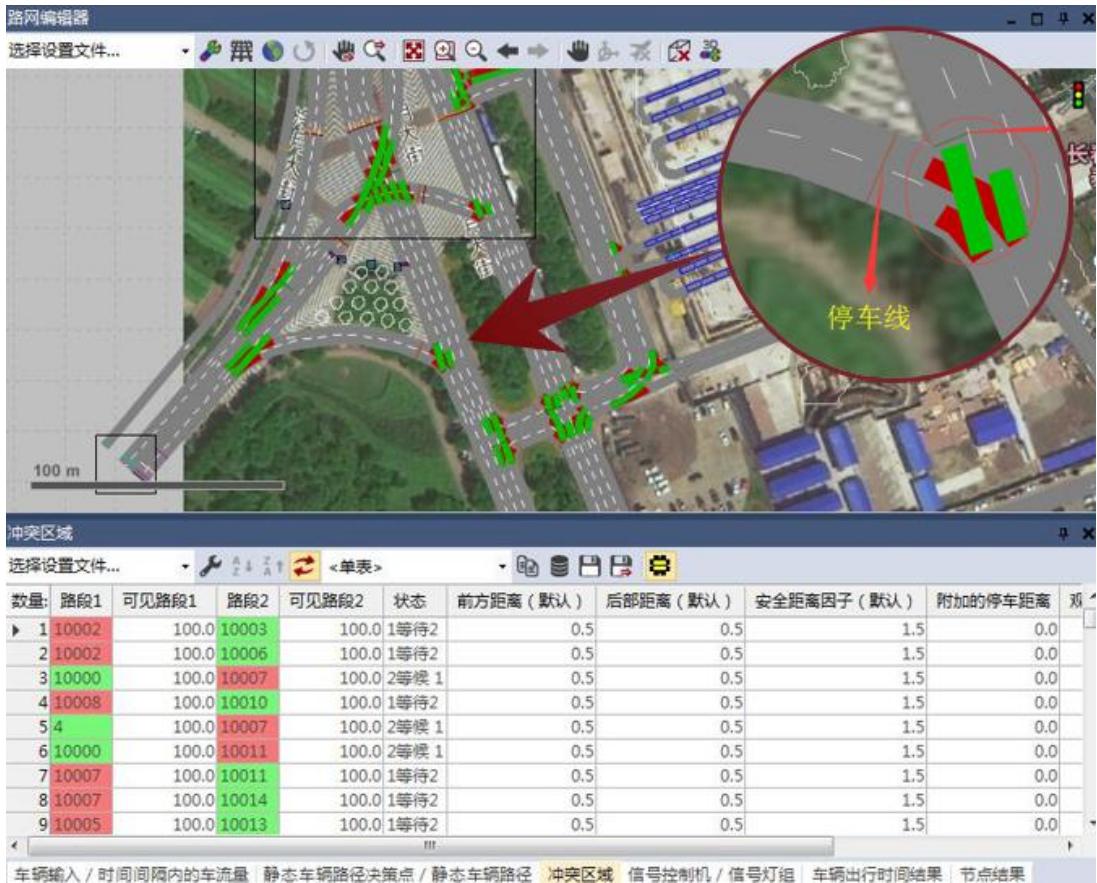 路网编辑器
选择设置文件...
长春
停车线
100 m
冲突区域
选择设置文件... <单表>
数量: 路段1 可见路段1 路段2 可见路段2 状态 前方距离（默认） 后部距离（默认） 安全距离因子（默认） 附加的停车距离
1 10002 100.0 10003 100.0 1等待2 0.5 0.5 1.5 0.0
2 10002 100.0 10006 100.0 1等待2 0.5 0.5 1.5 0.0
3 10000 100.0 10007 100.0 2等候 1 0.5 0.5 1.5 0.0
4 10008 100.0 10010 100.0 1等待2 0.5 0.5 1.5 0.0
5 4 100.0 10007 100.0 2等候 1 0.5 0.5 1.5 0.0
6 10000 100.0 10011 100.0 2等候 1 0.5 0.5 1.5 0.0
7 10007 100.0 10011 100.0 1等待2 0.5 0.5 1.5 0.0
8 10007 100.0 10014 100.0 1等待2 0.5 0.5 1.5 0.0
9 10005 100.0 10013 100.0 1等待2 0.5 0.5 1.5 0.0
车辆输入 / 时间间隔内的车流量 静态车辆路径决策点 / 静态车辆路径 冲突区域 信号控制机 / 信号灯组 车辆出行时间结果 节点结果